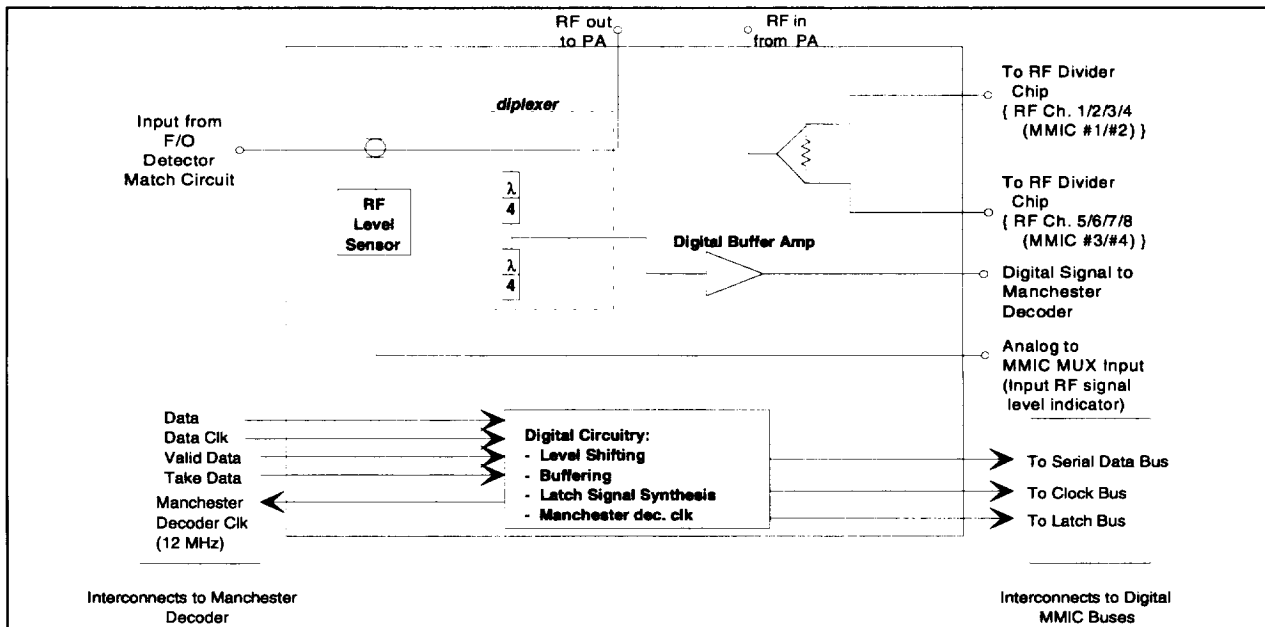 RF out
to PA
RF in
from PA
diplexer
Input from
F/O
Detector
Match Circuit
RF
Level
Sensor
λ
4
λ
4
Digital Buffer Amp
To RF Divider
Chip
{ RF Ch. 1/2/3/4
(MMIC #1/#2) }
To RF Divider
Chip
{ RF Ch. 5/6/7/8
(MMIC #3/#4) }
Digital Signal to
Manchester
Decoder
Analog to
MMIC MUX Input
(Input RF signal
level indicator)
Data
Data Clk
Valid Data
Take Data
Manchester
Decoder Clk
(12 MHz)
Digital Circuitry:
- Level Shifting
- Buffering
- Latch Signal Synthesis
- Manchester dec. clk
To Serial Data Bus
To Clock Bus
To Latch Bus
Interconnects to Manchester
Decoder
Interconnects to Digital
MMIC Buses